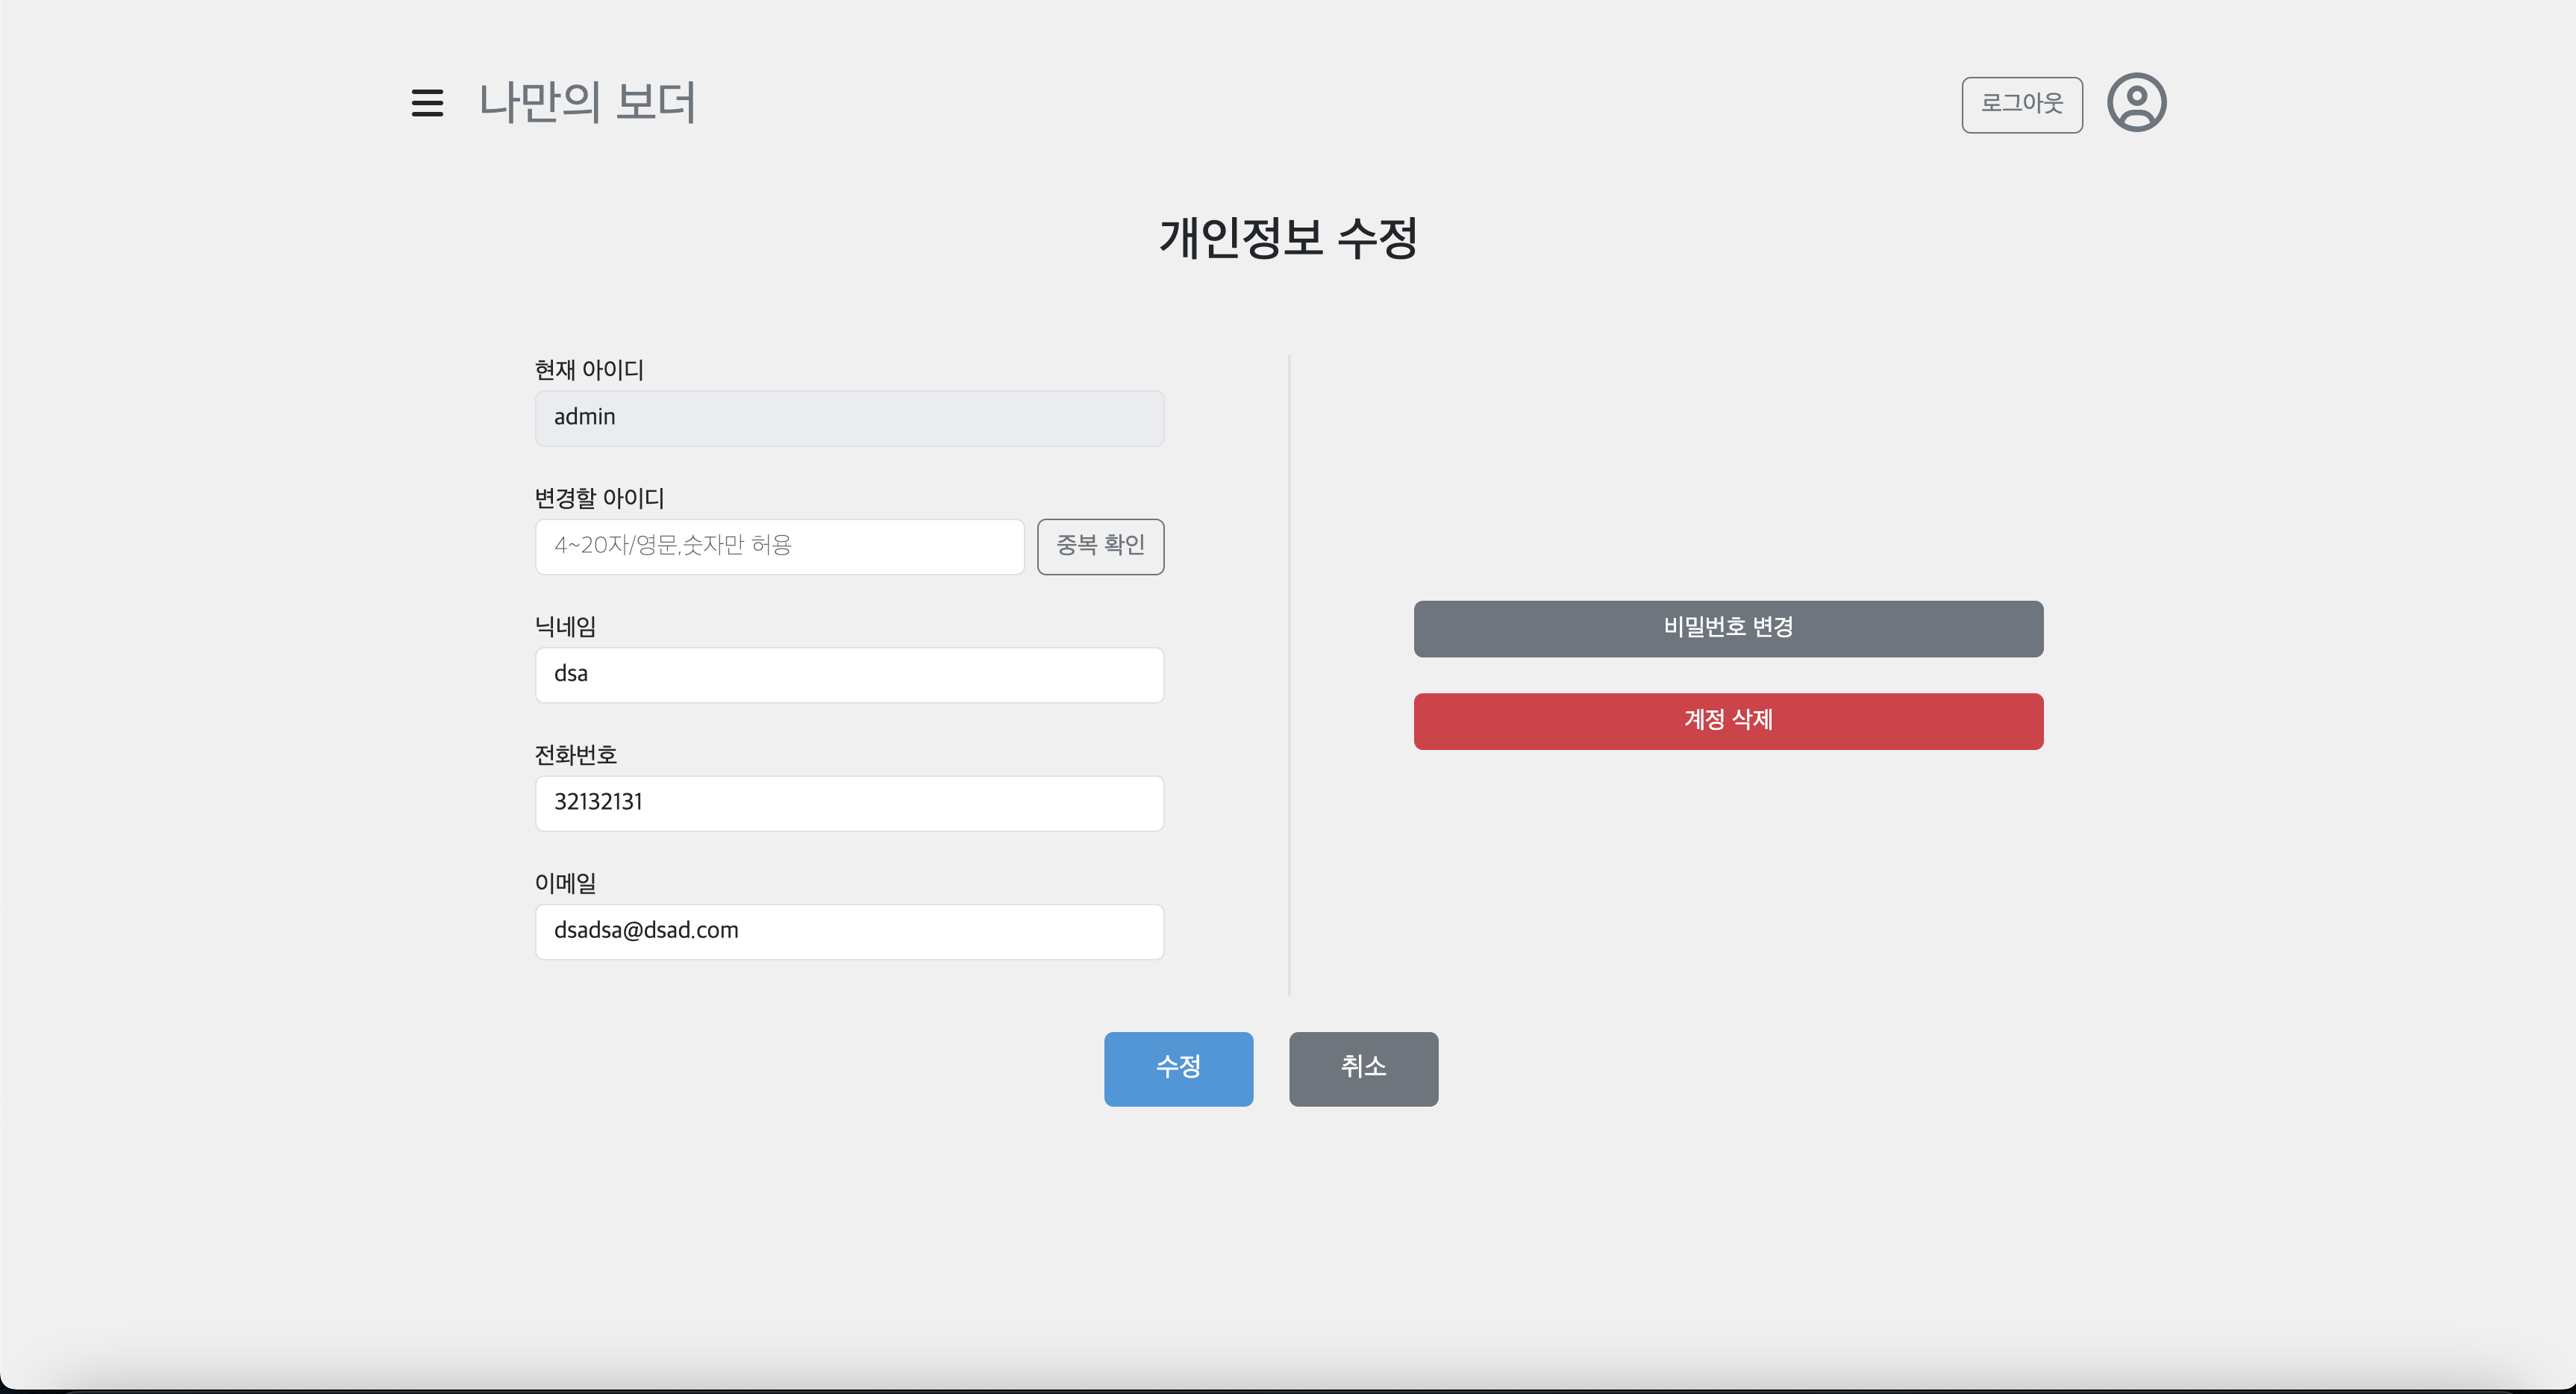 나만의 보더
로그아웃
개인정보 수정
현재 아이디
admin
변경할 아이디
4~20자/영문,숫자만 허용
중복 확인
닉네임
dsa
전화번호
32132131
이메일
dsadsa@dsad.com
비밀번호 변경
계정 삭제
수정
취소